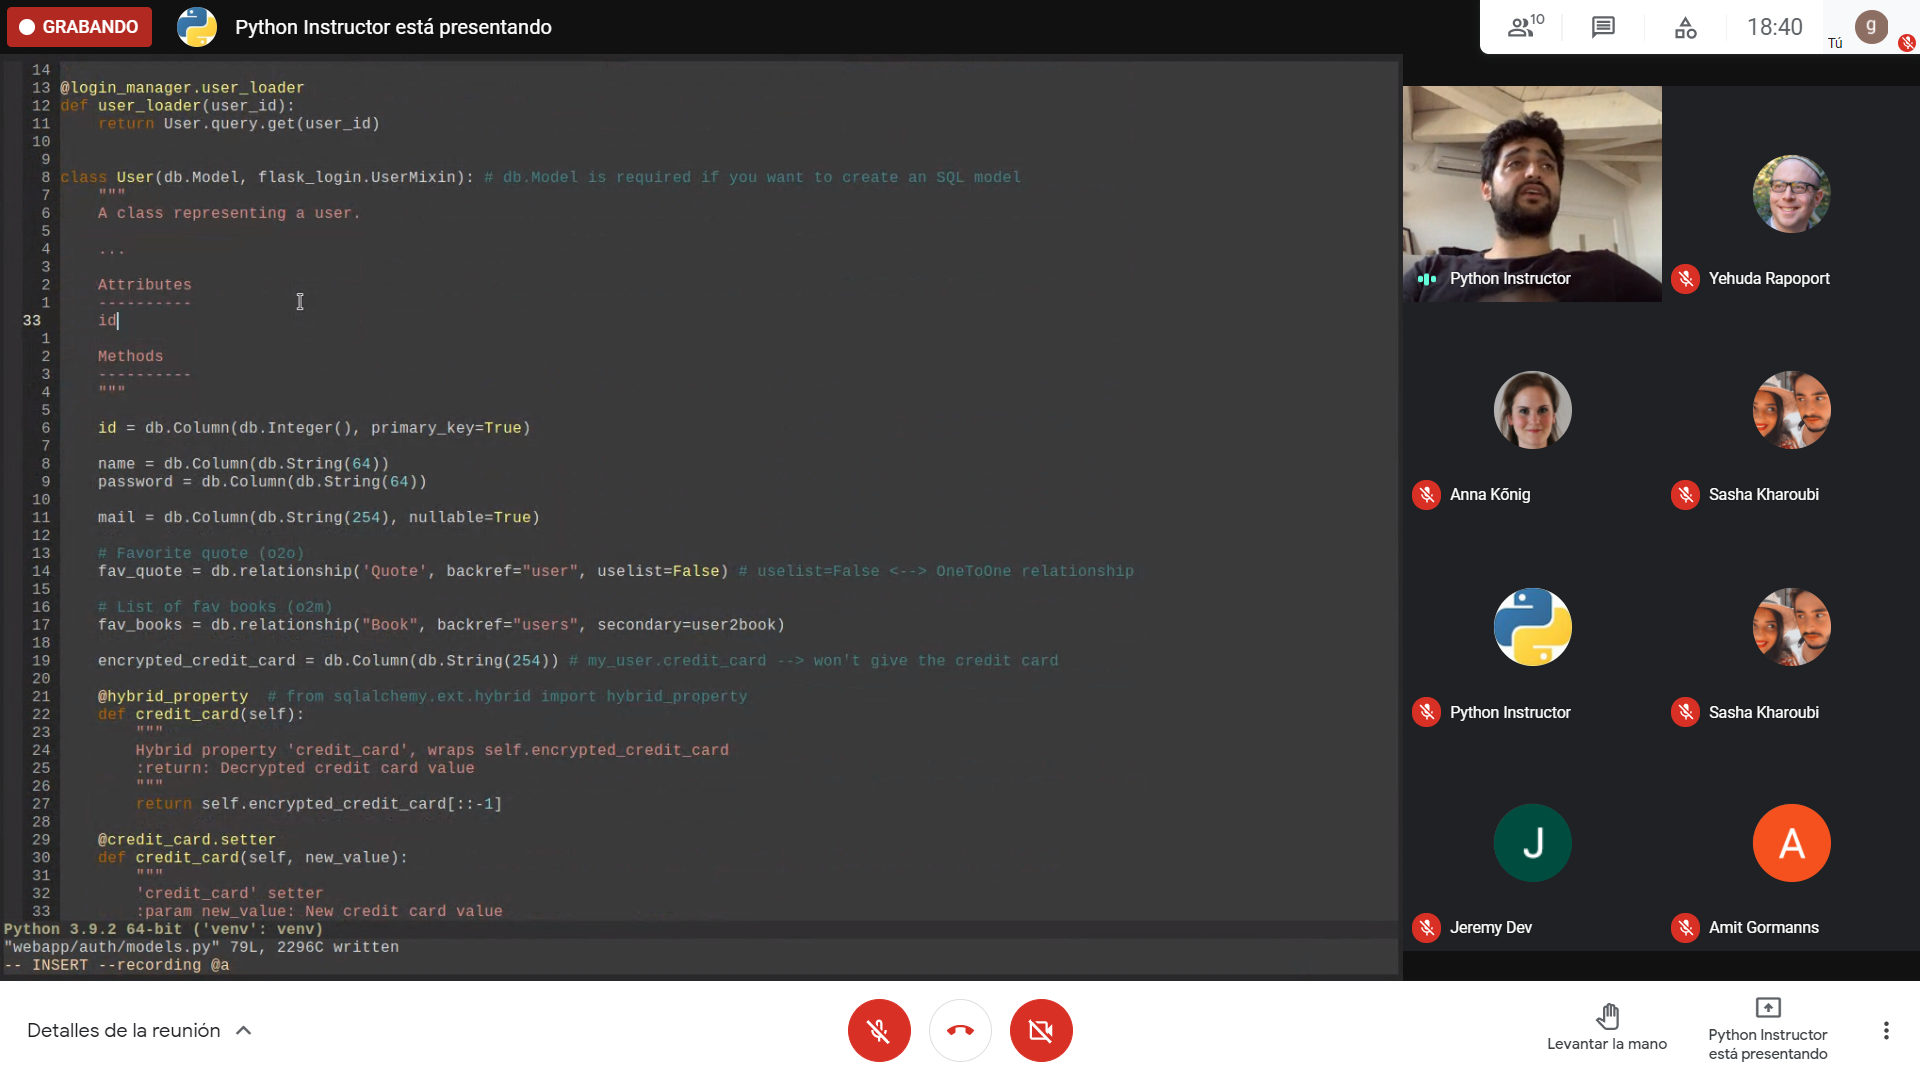 GRABANDO
Python Instructor está presentando
10
18:40
Tú
g
14
13 @login_manager.user_loader
12 def user_loader(user_id):
11     return User.query.get(user_id)
10
9
8 class User(db.Model, flask_login.UserMixin): # db.Model is required if you want to create an SQL model
7     """
6     A class representing a user.
5
4     ...
3
2     Attributes
1     ----------
33     id
1
2     Methods
3     ----------
4     """
5
6     id = db.Column(db.Integer(), primary_key=True)
7
8     name = db.Column(db.String(64))
9     password = db.Column(db.String(64))
10
11     mail = db.Column(db.String(254), nullable=True)
12
13     # Favorite quote (o2o)
14     fav_quote = db.relationship('Quote', backref="user", uselist=False) # uselist=False <--> OneToOne relationship
15
16     # List of fav books (o2m)
17     fav_books = db.relationship("Book", backref="users", secondary=user2book)
18
19     encrypted_credit_card = db.Column(db.String(254)) # my_user.credit_card --> won't give the credit card
20
21     @hybrid_property  # from sqlalchemy.ext.hybrid import hybrid_property
22     def credit_card(self):
23         """
24         Hybrid property 'credit_card', wraps self.encrypted_credit_card
25         :return: Decrypted credit card value
26         """
27         return self.encrypted_credit_card[::-1]
28
29     @credit_card.setter
30     def credit_card(self, new_value):
31         """
32         'credit_card' setter
33         :param new_value: New credit card value
Python 3.9.2 64-bit ('venv': venv)
"webapp/auth/models.py" 79L, 2296C written
-- INSERT --recording @a
Python Instructor
Yehuda Rapoport
Anna Kőnig
Sasha Kharoubi
Python Instructor
Sasha Kharoubi
J
A
Jeremy Dev
Amit Gormanns
Detalles de la reunión
Levantar la mano
Python Instructor
está presentando